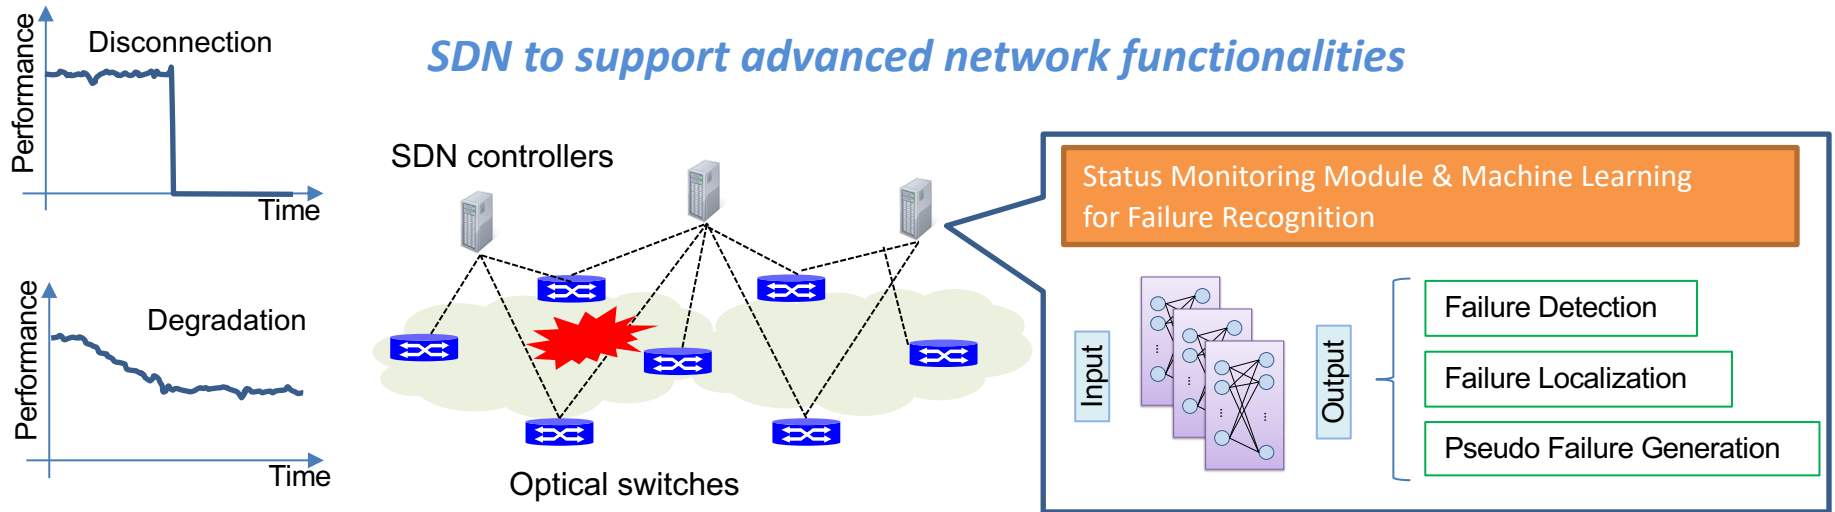 SDN to support advanced network functionalities
Performance
Disconnection
Time
Performance
Degradation
Time
SDN controllers
Optical switches
Status Monitoring Module & Machine Learning
for Failure Recognition
Input
...
...
...
...
Output
Failure Detection
Failure Localization
Pseudo Failure Generation